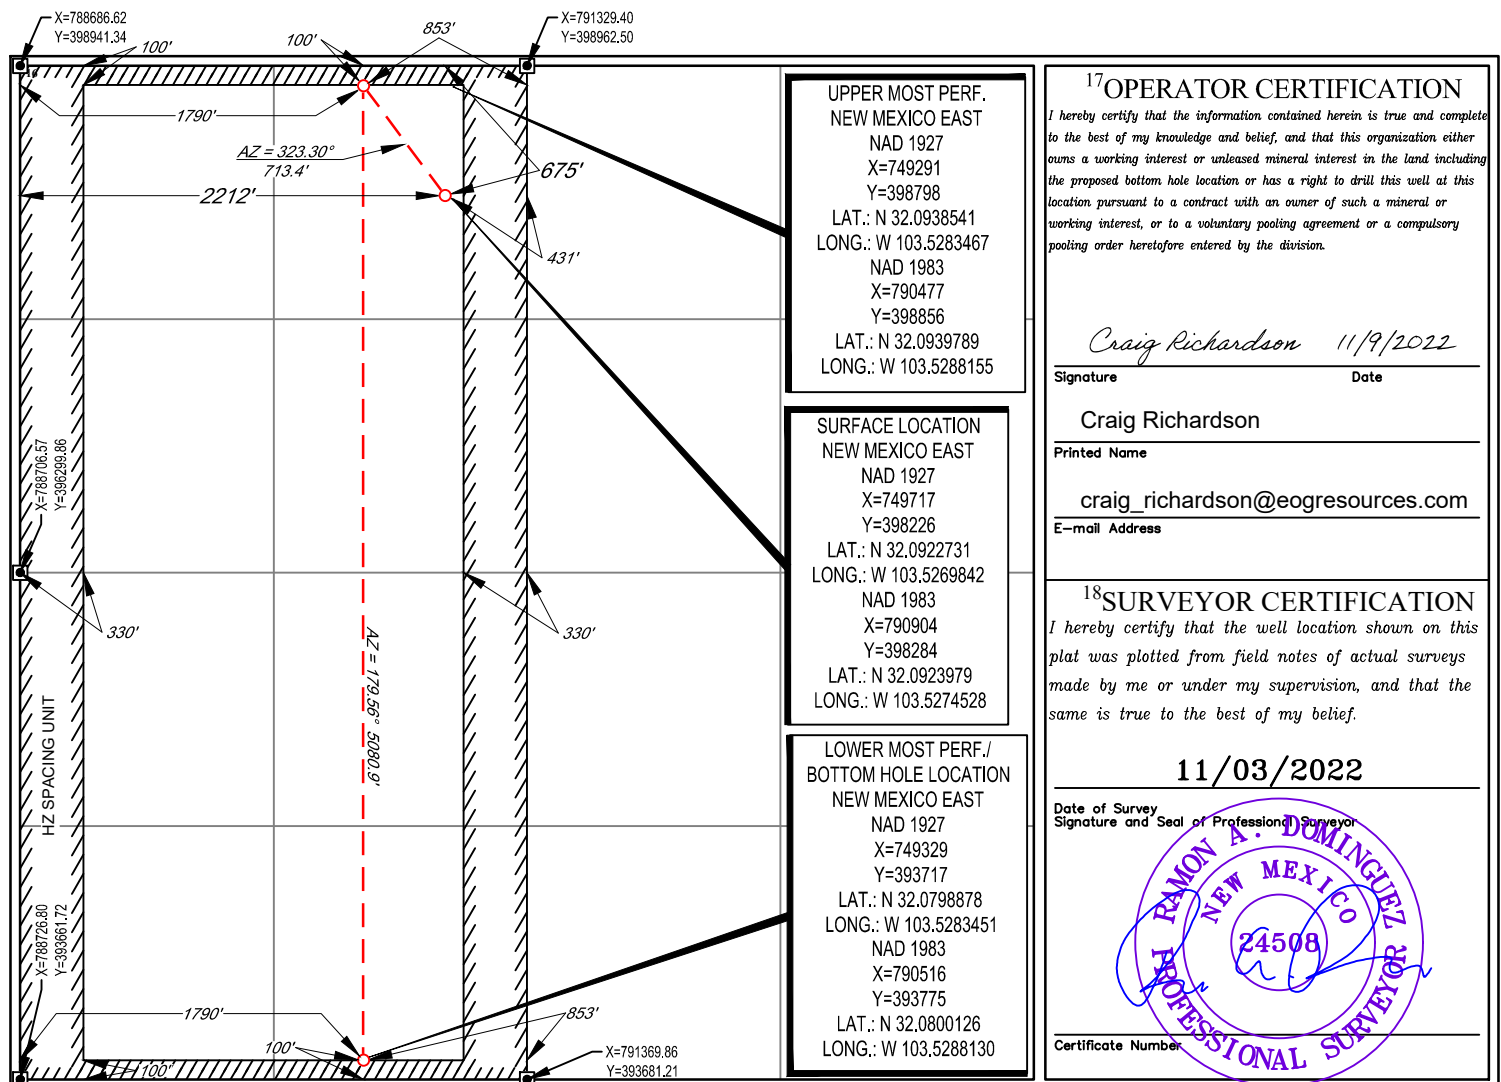 X=788686.62
Y=398941.34
100'
100'
853'
X=791329.40
Y=398962.50
1790'
AZ = 323.30°
713.4'
2212'
675'
431'
X=788706.57
Y=396299.86
330'
330'
AZ = 179.56° 5080.9'
HZ SPACING UNIT
X=788726.80
Y=393661.72
1790'
853'
100'
100'
X=791369.86
Y=393681.21
UPPER MOST PERF.
NEW MEXICO EAST
NAD 1927
X=749291
Y=398798
LAT.: N 32.0938541
LONG.: W 103.5283467
NAD 1983
X=790477
Y=398856
LAT.: N 32.0939789
LONG.: W 103.5288155
SURFACE LOCATION
NEW MEXICO EAST
NAD 1927
X=749717
Y=398226
LAT.: N 32.0922731
LONG.: W 103.5269842
NAD 1983
X=790904
Y=398284
LAT.: N 32.0923979
LONG.: W 103.5274528
LOWER MOST PERF./
BOTTOM HOLE LOCATION
NEW MEXICO EAST
NAD 1927
X=749329
Y=393717
LAT.: N 32.0798878
LONG.: W 103.5283451
NAD 1983
X=790516
Y=393775
LAT.: N 32.0800126
LONG.: W 103.5288130
17OPERATOR CERTIFICATION
I hereby certify that the information contained herein is true and complete
to the best of my knowledge and belief, and that this organization either
owns a working interest or unleased mineral interest in the land including
the proposed bottom hole location or has a right to drill this well at this
location pursuant to a contract with an owner of such a mineral or
working interest, or to a voluntary pooling agreement or a compulsory
pooling order heretofore entered by the division.
Craig Richardson 11/9/2022
Signature Date
Craig Richardson
Printed Name
craig_richardson@eogresources.com
E-mail Address
18SURVEYOR CERTIFICATION
I hereby certify that the well location shown on this
plat was plotted from field notes of actual surveys
made by me or under my supervision, and that the
same is true to the best of my belief.
11/03/2022
Date of Survey
Signature and Seal of Professional Surveyor
RAMON A. DOMINGUEZ
NEW MEXICO
24508
PROFESSIONAL SURVEYOR
Certificate Number